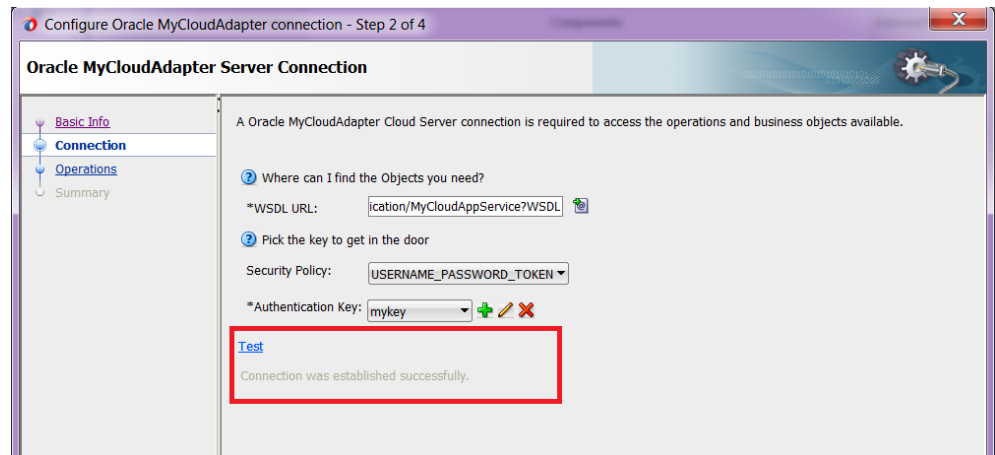 Configure Oracle MyCloudAdapter connection - Step 2 of 4
Oracle MyCloudAdapter Server Connection
Basic Info
Connection
Operations
Summary
A Oracle MyCloudAdapter Cloud Server connection is required to access the operations and business objects available.
Where can I find the Objects you need?
*WSDL URL: ication/MyCloudAppService?WSDL
Pick the key to get in the door
Security Policy: USERNAME_PASSWORD_TOKEN
*Authentication Key: mykey
Test
Connection was established successfully.